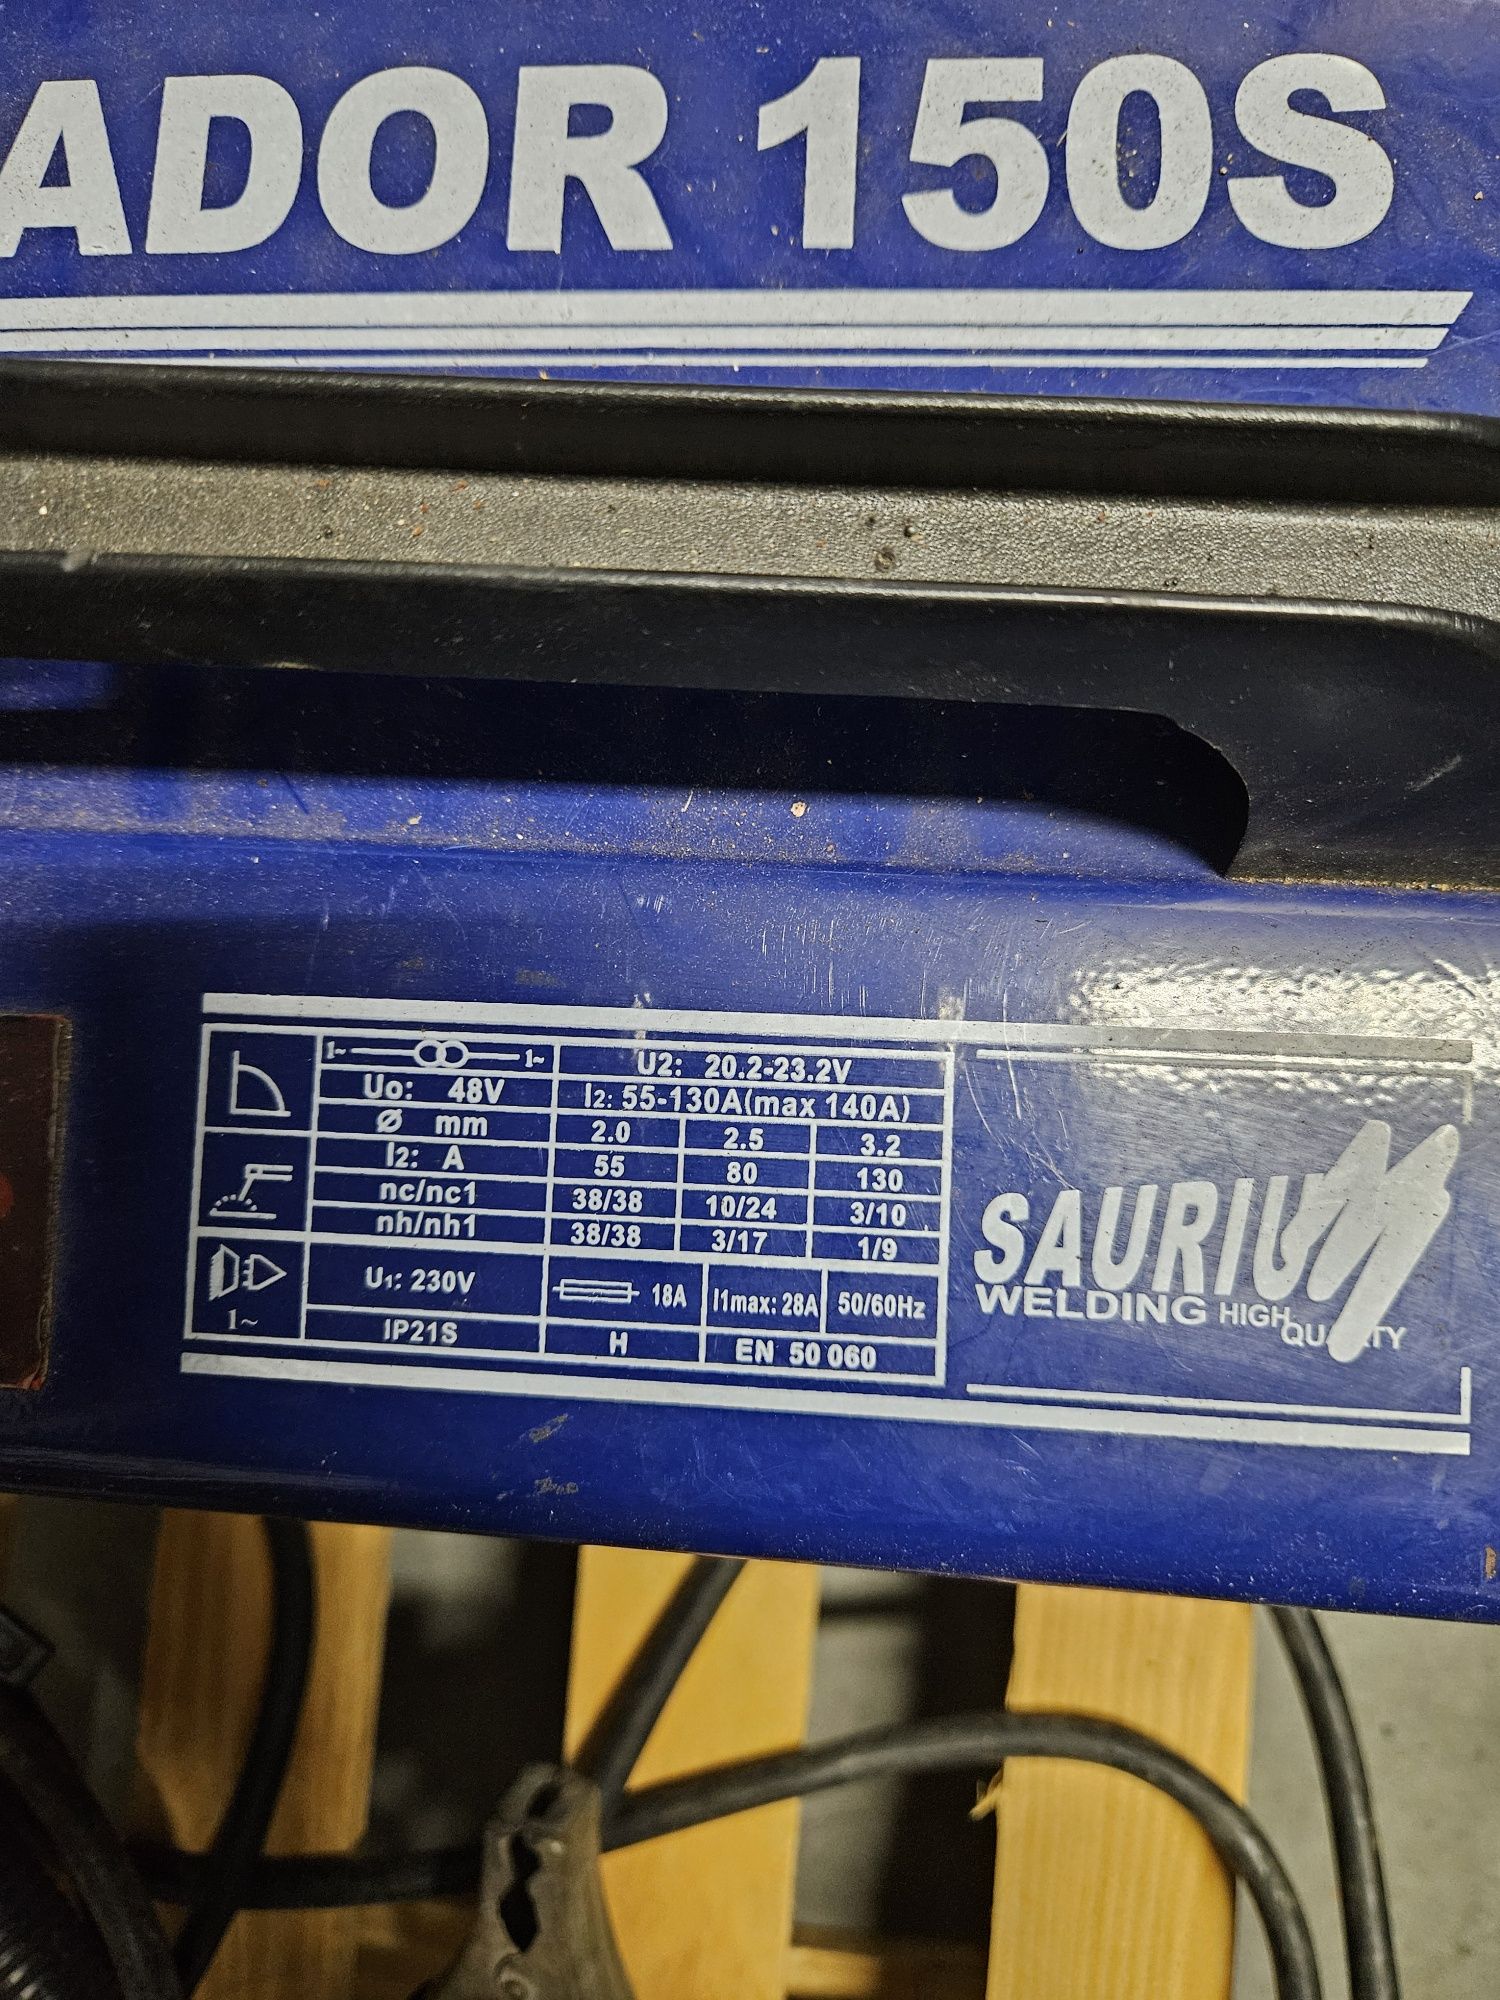 ADOR 150S
1~ 1~ U2: 20.2-23.2V
Uo: 48V I2: 55-130A(max 140A)
Ø mm 2.0 2.5 3.2
I2: A 55 80 130
nc/nc1 38/38 10/24 3/10
nh/nh1 38/38 3/17 1/9
1~ U1: 230V 18A I1max: 28A 50/60Hz
IP21S H EN 50 060
SAURIUM
WELDING HIGH
QUALITY